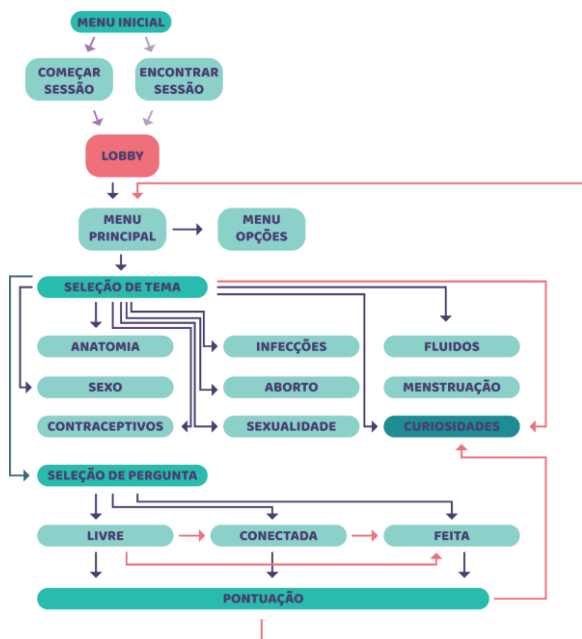 MENU INICIAL
COMEÇAR
SESSÃO
ENCONTRAR
SESSÃO
LOBBY
MENU
PRINCIPAL
MENU
OPÇÕES
SELEÇÃO DE TEMA
ANATOMIA
INFECÇÕES
FLUIDOS
SEXO
ABORTO
MENSTRUAÇÃO
CONTRACEPTIVOS
SEXUALIDADE
CURIOSIDADES
SELEÇÃO DE PERGUNTA
LIVRE
CONECTADA
FEITA
PONTUAÇÃO